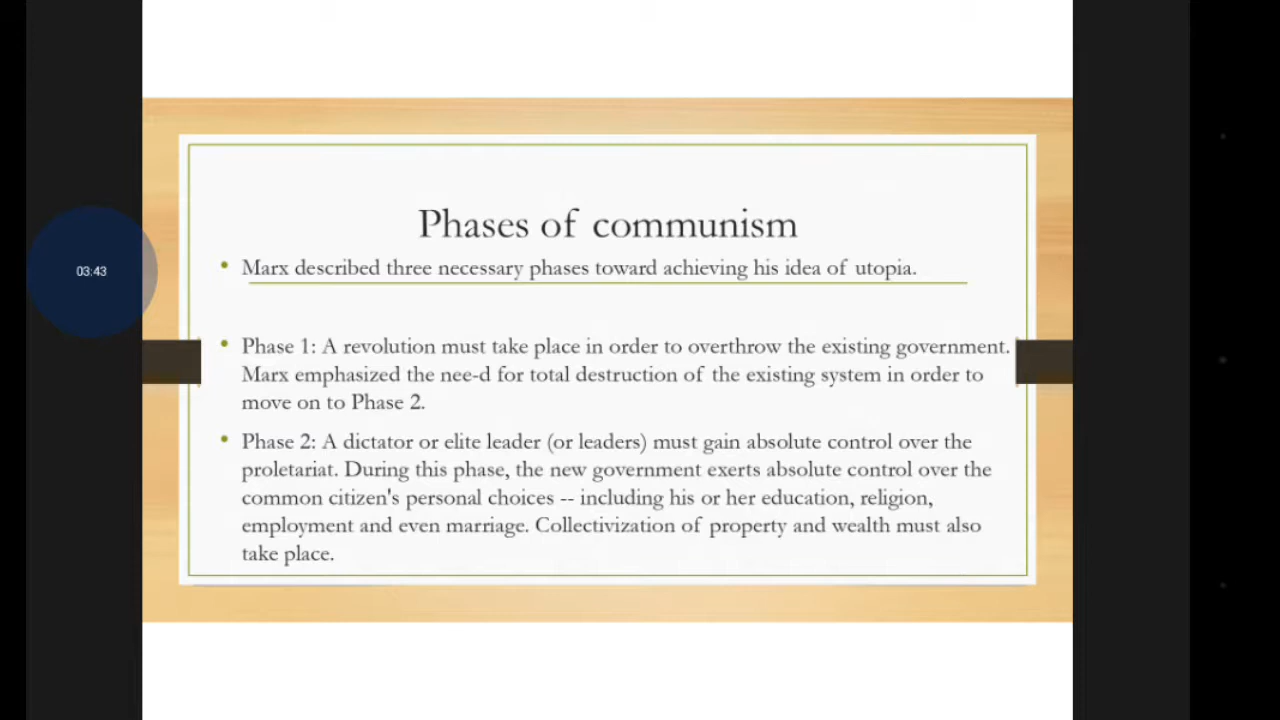 Phases of communism
• Marx described three necessary phases toward achieving his idea of utopia.
03:43
• Phase 1: A revolution must take place in order to overthrow the existing government.
Marx emphasized the nee-d for total destruction of the existing system in order to
move on to Phase 2.
• Phase 2: A dictator or elite leader (or leaders) must gain absolute control over the
proletariat. During this phase, the new government exerts absolute control over the
common citizen's personal choices -- including his or her education, religion,
employment and even marriage. Collectivization of property and wealth must also
take place.